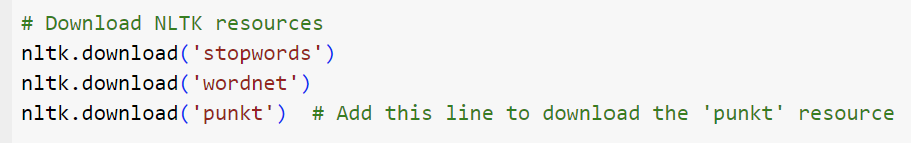 # Download NLTK resources
nltk.download('stopwords')
nltk.download('wordnet')
nltk.download('punkt')  # Add this line to download the 'punkt' resource